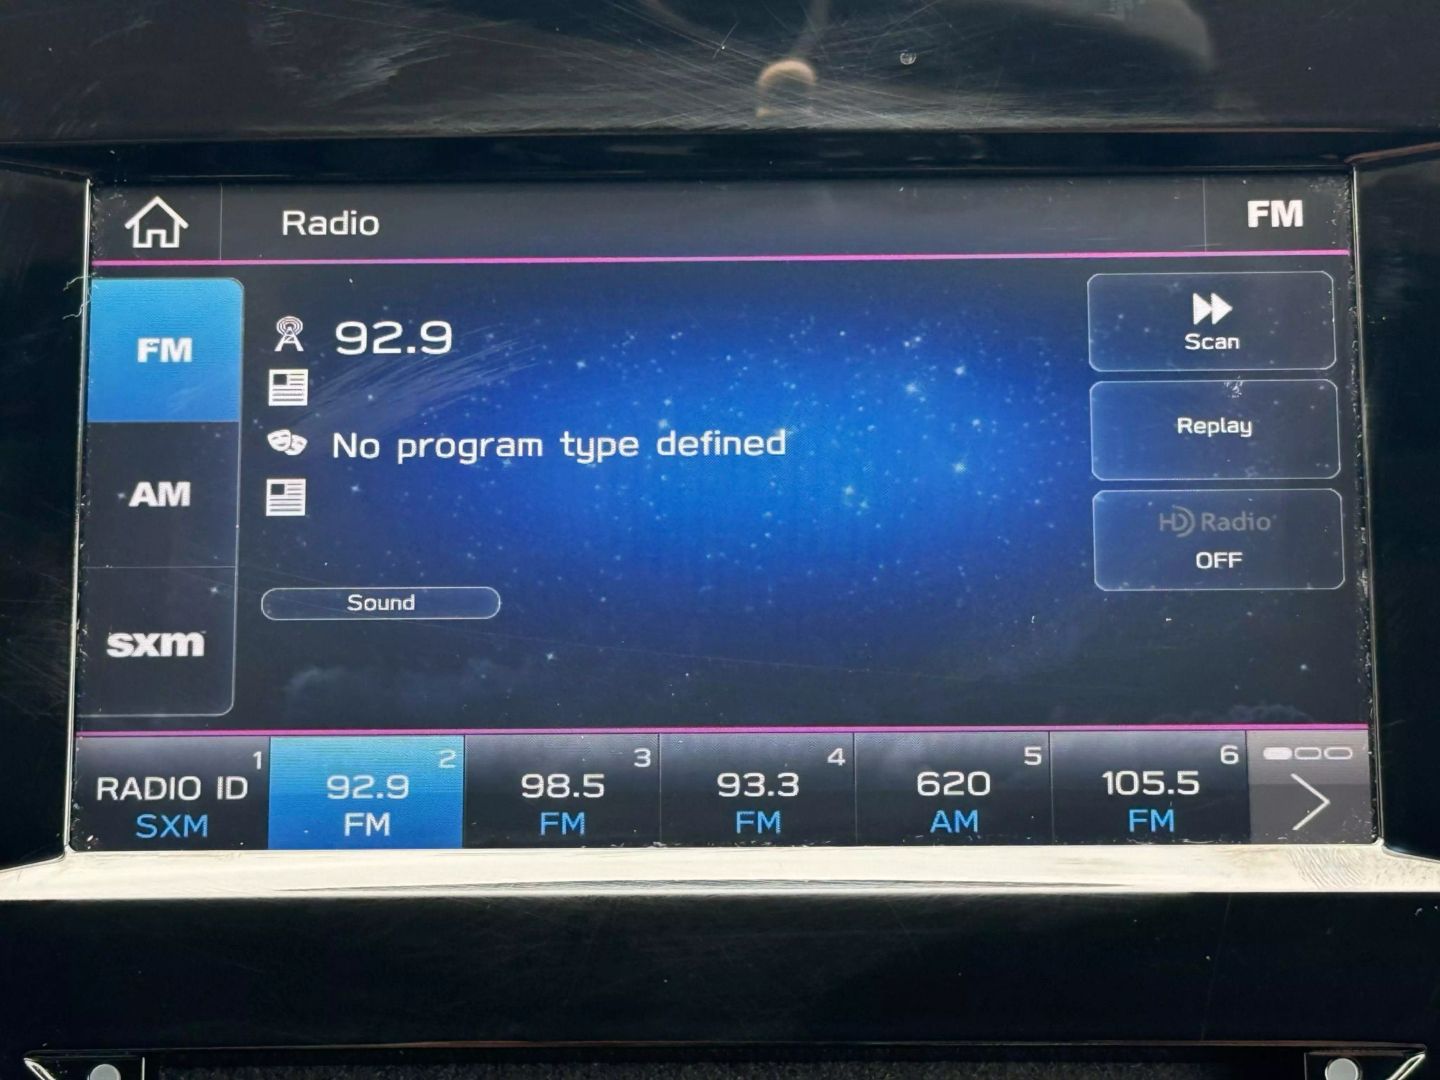 Radio
FM
FM
AM
sxm
92.9
No program type defined
Sound
Scan
Replay
HD Radio
OFF
1
RADIO ID
SXM
2
92.9
FM
3
98.5
FM
4
93.3
FM
5
620
AM
6
105.5
FM